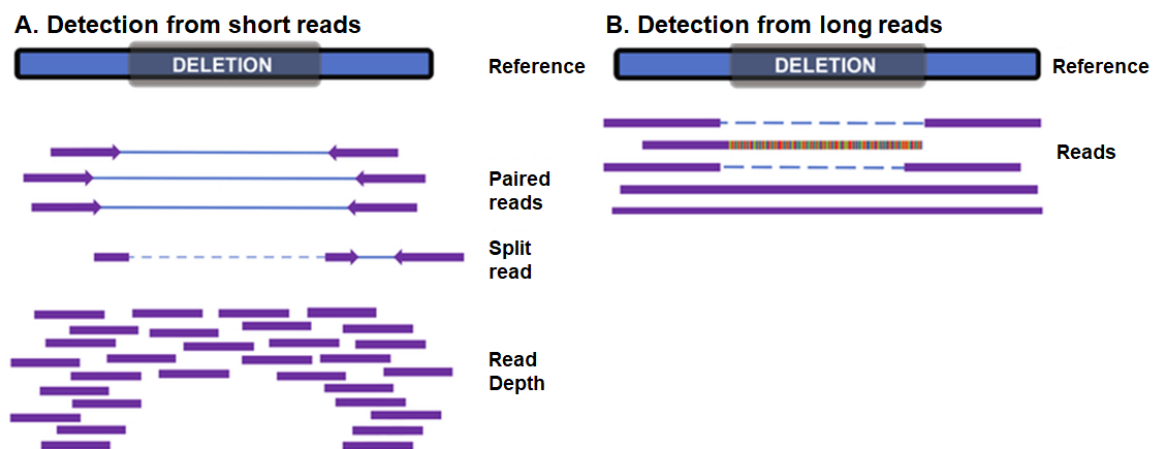 A. Detection from short reads
DELETION
Reference
Paired
reads
Split
read
Read
Depth
B. Detection from long reads
DELETION
Reference
Reads